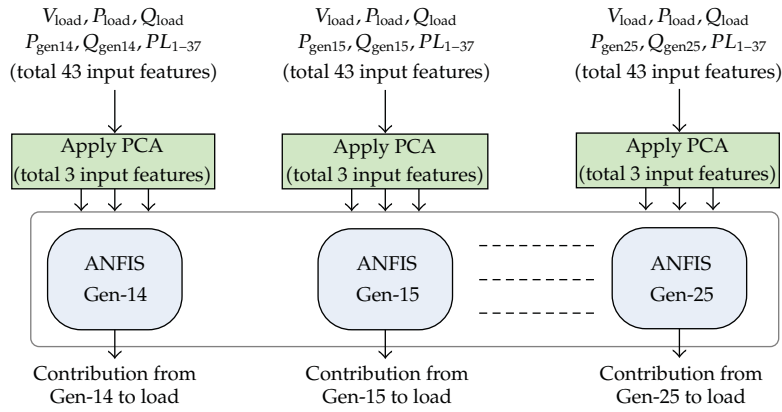 V_load, P_load, Q_load
P_gen14, Q_gen14, PL_1–37
(total 43 input features)
Apply PCA
(total 3 input features)
ANFIS
Gen-14
Contribution from
Gen-14 to load
V_load, P_load, Q_load
P_gen15, Q_gen15, PL_1–37
(total 43 input features)
Apply PCA
(total 3 input features)
ANFIS
Gen-15
Contribution from
Gen-15 to load
V_load, P_load, Q_load
P_gen25, Q_gen25, PL_1–37
(total 43 input features)
Apply PCA
(total 3 input features)
ANFIS
Gen-25
Contribution from
Gen-25 to load